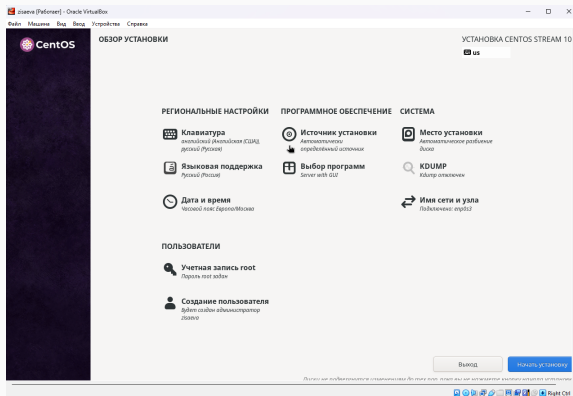 zisaeva [Работает] - Oracle VirtualBox
Файл Машина Вид Ввод Устройства Справка
CentOS
ОБЗОР УСТАНОВКИ
УСТАНОВКА CENTOS STREAM 10
us
РЕГИОНАЛЬНЫЕ НАСТРОЙКИ
Клавиатура
английский (Английская (США)),
русский (Русская)
Языковая поддержка
Русский (Россия)
Дата и время
Часовой пояс Европа/Москва
ПРОГРАММНОЕ ОБЕСПЕЧЕНИЕ
Источник установки
Автоматически
определённый источник
Выбор программ
Server with GUI
СИСТЕМА
Место установки
Автоматическое разбиение
диска
KDUMP
Kdump отключен
Имя сети и узла
Подключено: enp0s3
ПОЛЬЗОВАТЕЛИ
Учетная запись root
Пароль root задан
Создание пользователя
Будет создан администратор
zisaeva
Выход
Начать установку
Right Ctrl